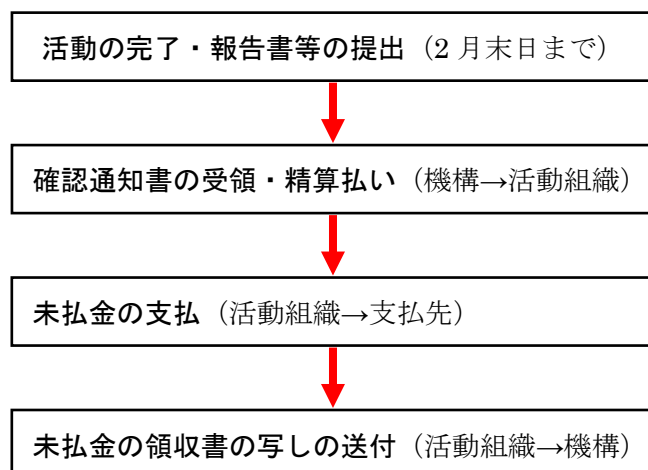 活動の完了・報告書等の提出（2 月末日まで）
確認通知書の受領・精算払い（機構→活動組織）
未払金の支払（活動組織→支払先）
未払金の領収書の写しの送付（活動組織→機構）